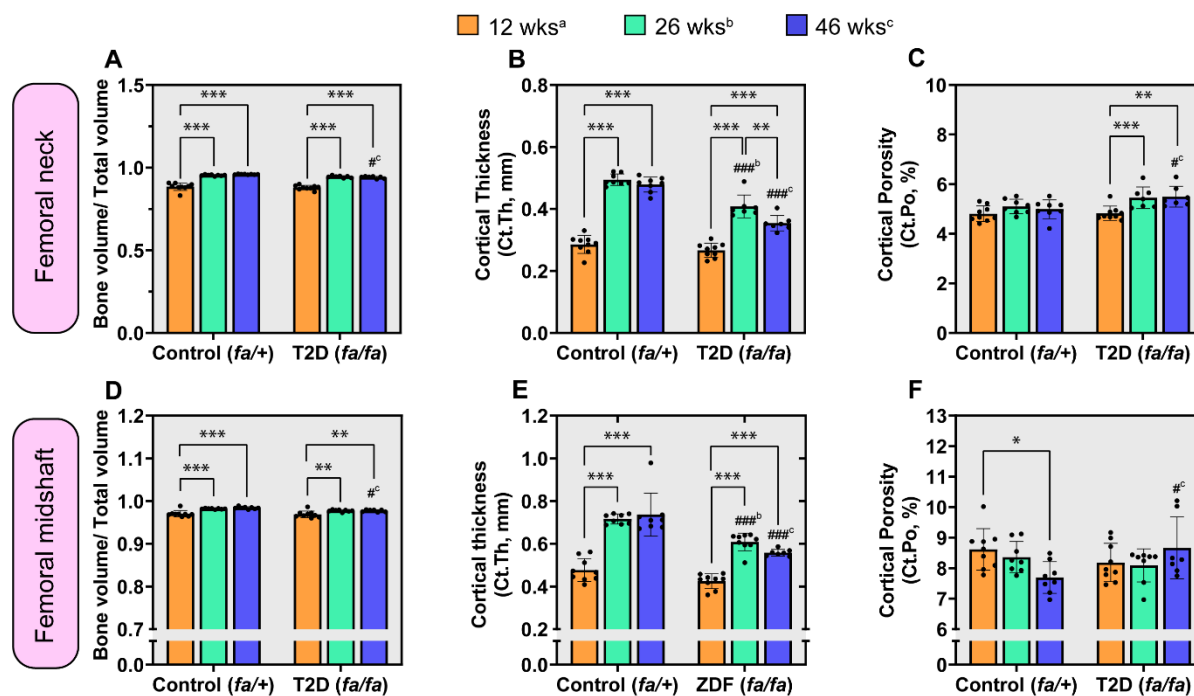 12 wksᵃ 26 wksᵇ 46 wksᶜ
Femoral neck
A
Bone volume/ Total volume
1.5
1.0
0.5
0.0
***
***
***
***
#ᶜ
Control (fa/+) T2D (fa/fa)
B
Cortical Thickness
(Ct.Th, mm)
0.8
0.6
0.4
0.2
0.0
***
***
***
***
**
###ᵇ
###ᶜ
Control (fa/+) T2D (fa/fa)
C
Cortical Porosity
(Ct.Po, %)
10
8
6
4
2
0
**
***
#ᶜ
Control (fa/+) T2D (fa/fa)
Femoral midshaft
D
Bone volume/ Total volume
1.2
1.1
1.0
0.9
0.8
0.7
0.0
***
***
**
**
#ᶜ
Control (fa/+) T2D (fa/fa)
E
Cortical thickness
(Ct.Th, mm)
1.2
1.0
0.8
0.6
0.4
0.2
0.0
***
***
***
***
###ᵇ
###ᶜ
Control (fa/+) ZDF (fa/fa)
F
Cortical Porosity
(Ct.Po, %)
13
12
11
10
9
8
7
6
0
*
#ᶜ
Control (fa/+) T2D (fa/fa)